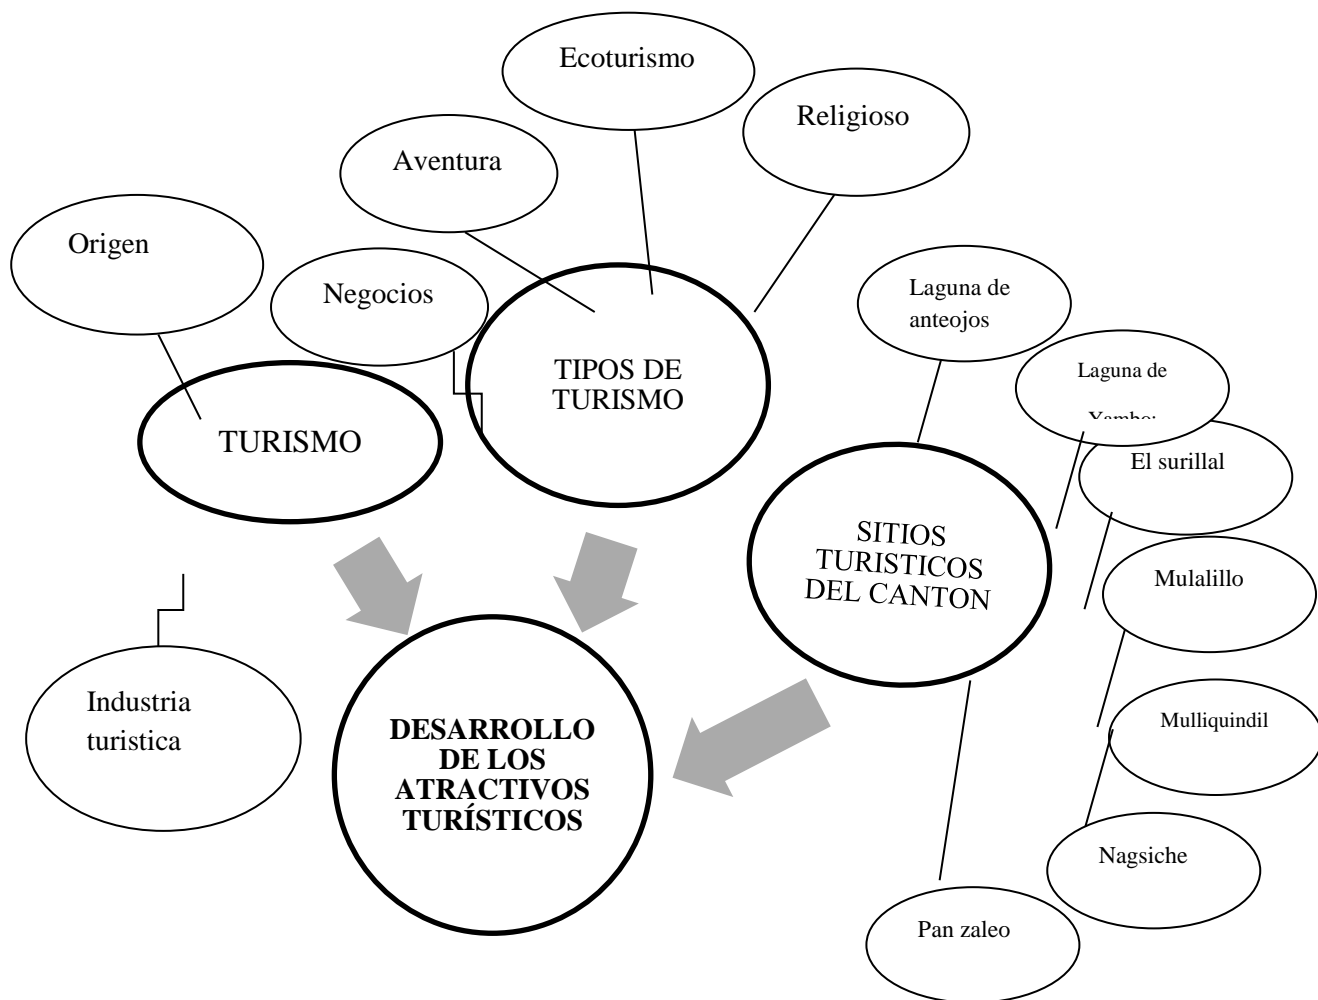 Ecoturismo
Religioso
Aventura
Origen
Negocios
Laguna de
anteojos
TIPOS DE
TURISMO
Laguna de
Yambo:
TURISMO
El surillal
SITIOS
TURISTICOS
DEL CANTON
Mulalillo
Industria
turistica
DESARROLLO
DE LOS
ATRACTIVOS
TURÍSTICOS
Mulliquindil
Nagsiche
Pan zaleo